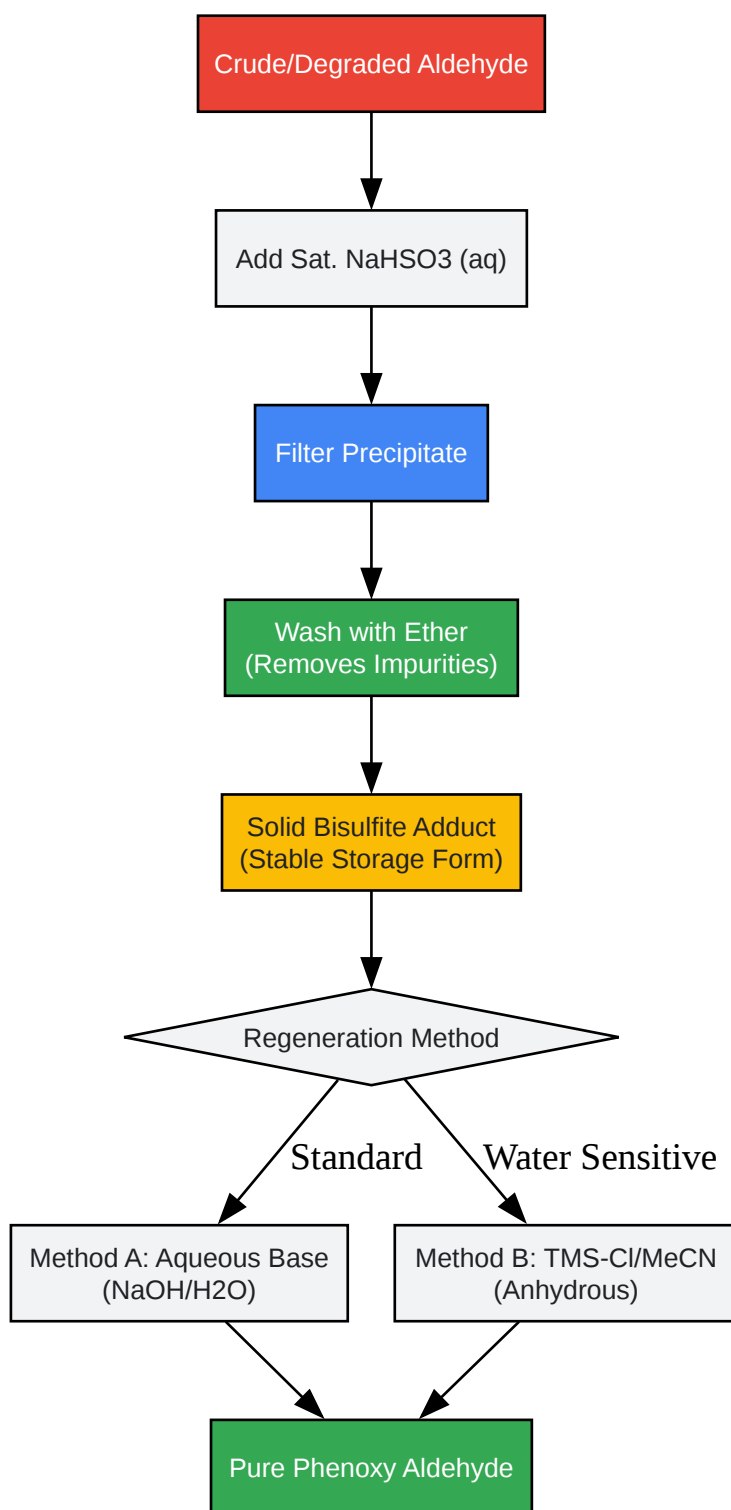 Crude/Degraded Aldehyde
Add Sat. NaHSO3 (aq)
Filter Precipitate
Wash with Ether
(Removes Impurities)
Solid Bisulfite Adduct
(Stable Storage Form)
Regeneration Method
Standard
Water Sensitive
Method A: Aqueous Base
(NaOH/H2O)
Method B: TMS-Cl/MeCN
(Anhydrous)
Pure Phenoxy Aldehyde